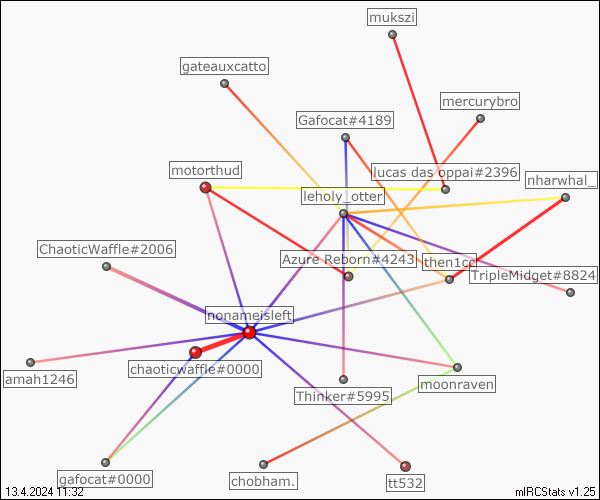 mukszi
gateauxcatto
mercurybro
Gafocat#4189
motorthud
lucas das oppai#2396
nharwhal_
leholy_otter
ChaoticWaffle#2006
Azure Reborn#4243
then1cc
TripleMidget#8824
nonameisleft
chaoticwaffle#0000
amah1246
moonraven
Thinker#5995
gafocat#0000
chobham.
tt532
13.4.2024 11:32
mIRCStats v1.25